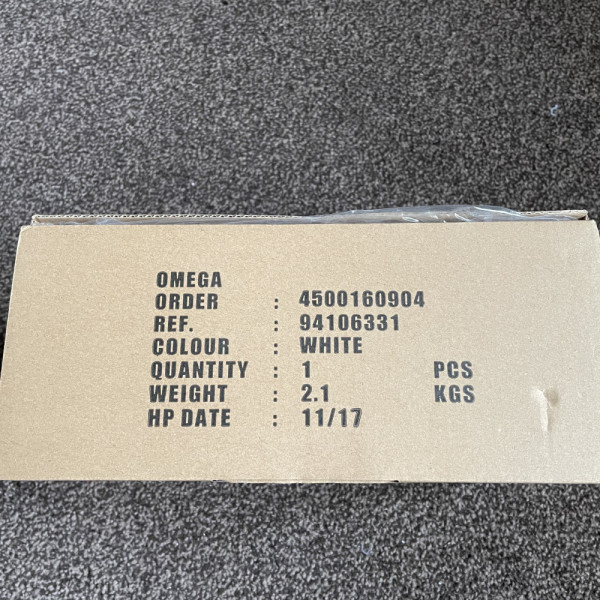 OMEGA
ORDER : 4500160904
REF. : 94106331
COLOUR : WHITE
QUANTITY : 1 PCS
WEIGHT : 2.1 KGS
HP DATE : 11/17